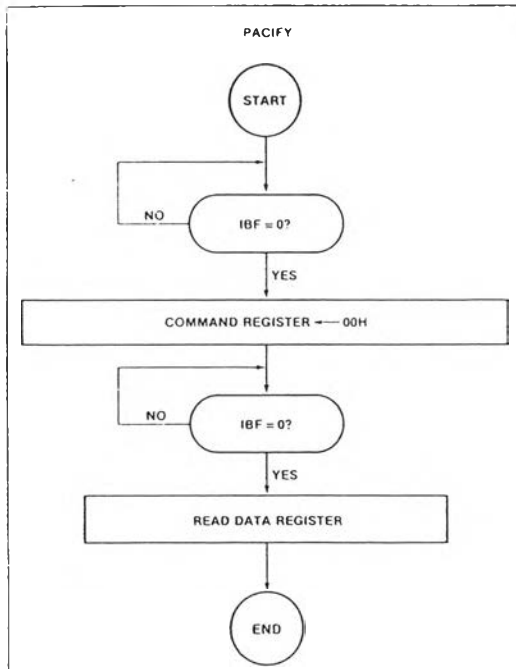 PACIFY
START
NO
IBF = 0?
YES
COMMAND REGISTER ← 00H
NO
IBF = 0?
YES
READ DATA REGISTER
END